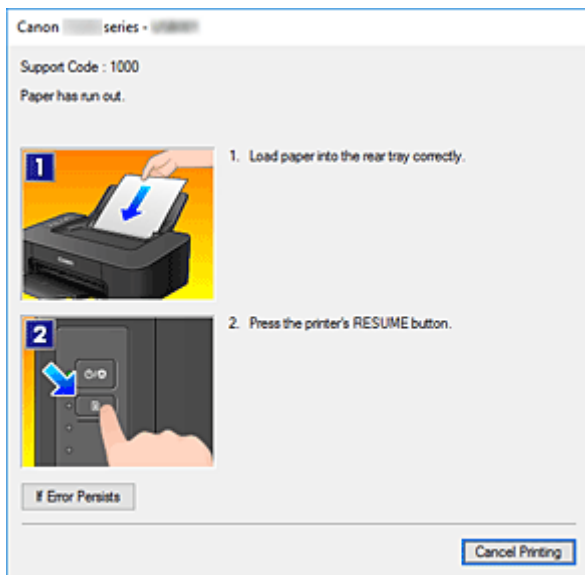 Canon series -
Support Code : 1000
Paper has run out.
1
1. Load paper into the rear tray correctly.
Canon
2
2. Press the printer's RESUME button.
If Error Persists
Cancel Printing